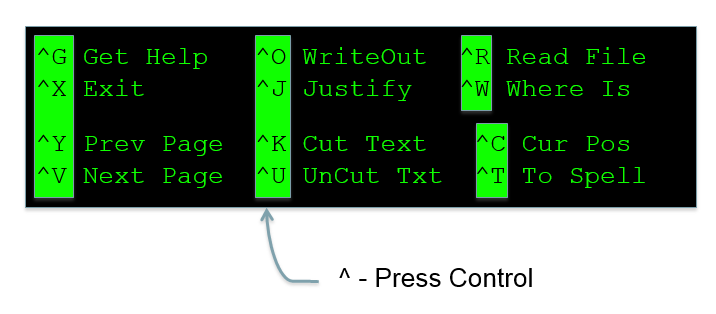 ^G Get Help ^O WriteOut ^R Read File
^X Exit ^J Justify ^W Where Is
^Y Prev Page ^K Cut Text ^C Cur Pos
^V Next Page ^U UnCut Txt ^T To Spell
^ - Press Control